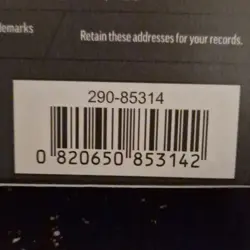 demarks
Retain these addresses for your records.
290-85314
0 820650 853142